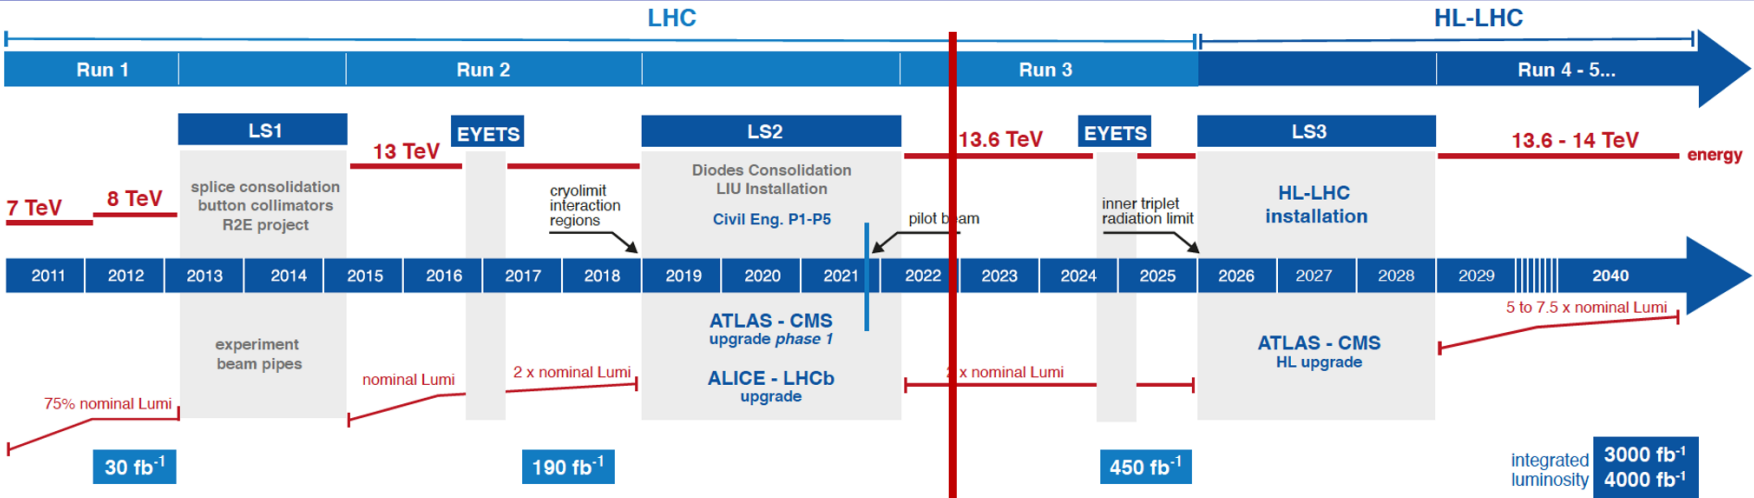 LHC
HL-LHC
Run 1
Run 2
Run 3
Run 4 - 5...
LS1
EYETS
LS2
EYETS
LS3
13 TeV
13.6 TeV
13.6 - 14 TeV
energy
7 TeV
8 TeV
splice consolidation
button collimators
R2E project
cryolimit
interaction
regions
Diodes Consolidation
LIU Installation
Civil Eng. P1-P5
pilot beam
inner triplet
radiation limit
HL-LHC
installation
2011
2012
2013
2014
2015
2016
2017
2018
2019
2020
2021
2022
2023
2024
2025
2026
2027
2028
2029
2040
5 to 7.5 x nominal Lumi
experiment
beam pipes
ATLAS - CMS
upgrade phase 1
ALICE - LHCb
upgrade
ATLAS - CMS
HL upgrade
75% nominal Lumi
nominal Lumi
2 x nominal Lumi
2 x nominal Lumi
30 fb⁻¹
190 fb⁻¹
450 fb⁻¹
integrated
luminosity
3000 fb⁻¹
4000 fb⁻¹